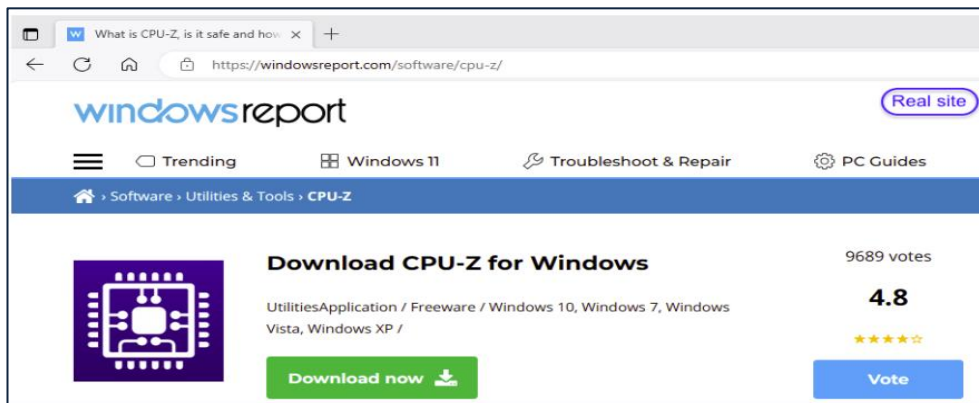 What is CPU-Z, is it safe and how
https://windowsreport.com/software/cpu-z/
windowsreport
Real site
Trending Windows 11 Troubleshoot & Repair PC Guides
› Software › Utilities & Tools › CPU-Z
Download CPU-Z for Windows
9689 votes
UtilitiesApplication / Freeware / Windows 10, Windows 7, Windows
Vista, Windows XP /
4.8
Download now
Vote